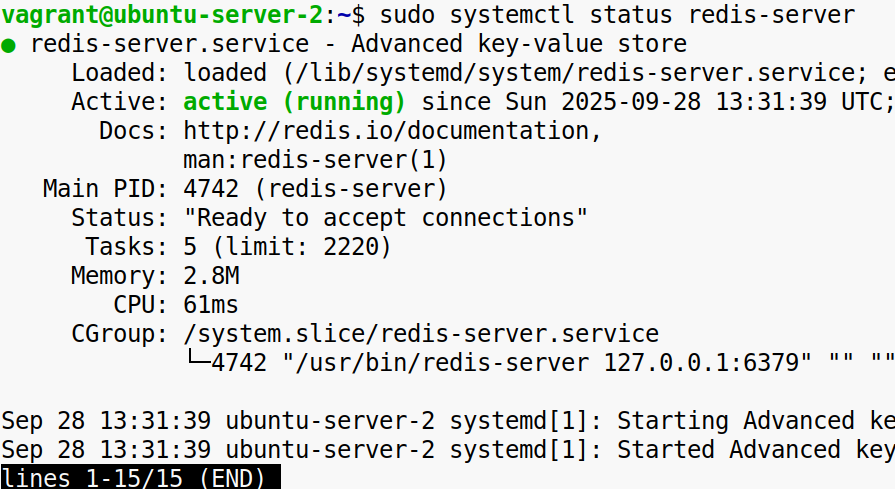 vagrant@ubuntu-server-2:~$ sudo systemctl status redis-server
● redis-server.service - Advanced key-value store
Loaded: loaded (/lib/systemd/system/redis-server.service; e
Active: active (running) since Sun 2025-09-28 13:31:39 UTC;
Docs: http://redis.io/documentation,
man:redis-server(1)
Main PID: 4742 (redis-server)
Status: "Ready to accept connections"
Tasks: 5 (limit: 2220)
Memory: 2.8M
CPU: 61ms
CGroup: /system.slice/redis-server.service
└─4742 "/usr/bin/redis-server 127.0.0.1:6379" "" ""
Sep 28 13:31:39 ubuntu-server-2 systemd[1]: Starting Advanced ke
Sep 28 13:31:39 ubuntu-server-2 systemd[1]: Started Advanced key
lines 1-15/15 (END)